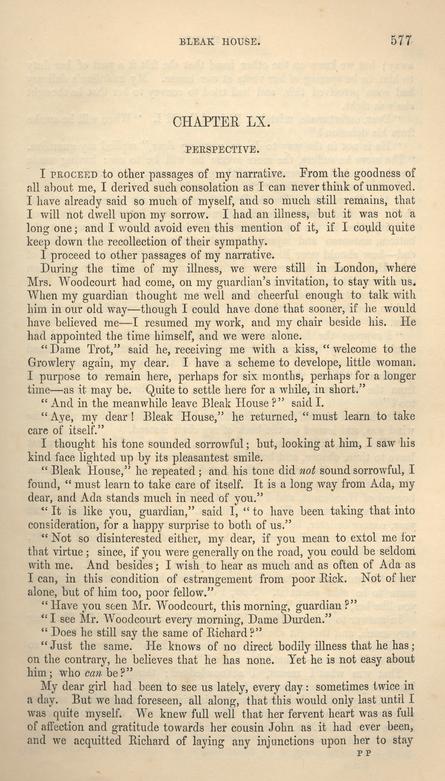 BLEAK HOUSE. 577
CHAPTER LX.
PERSPECTIVE.
I PROCEED to other passages of my narrative. From the goodness of
all about me, I derived such consolation as I can never think of unmoved.
I have already said so much of myself, and so much still remains, that
I will not dwell upon my sorrow. I had an illness, but it was not a
long one; and I would avoid even this mention of it, if I could quite
keep down the recollection of their sympathy.
I proceed to other passages of my narrative.
During the time of my illness, we were still in London, where
Mrs. Woodcourt had come, on my guardian's invitation, to stay with us.
When my guardian thought me well and cheerful enough to talk with
him in our old way—though I could have done that sooner, if he would
have believed me—I resumed my work, and my chair beside his. He
had appointed the time himself, and we were alone.
"Dame Trot," said he, receiving me with a kiss, "welcome to the
Growlery again, my dear. I have a scheme to develope, little woman.
I purpose to remain here, perhaps for six months, perhaps for a longer
time—as it may be. Quite to settle here for a while, in short."
"And in the meanwhile leave Bleak House?" said I.
"Aye, my dear! Bleak House," he returned, "must learn to take
care of itself."
I thought his tone sounded sorrowful; but, looking at him, I saw his
kind face lighted up by its pleasantest smile.
"Bleak House," he repeated; and his tone did not sound sorrowful, I
found, "must learn to take care of itself. It is a long way from Ada, my
dear, and Ada stands much in need of you."
"It is like you, guardian," said I, "to have been taking that into
consideration, for a happy surprise to both of us."
"Not so disinterested either, my dear, if you mean to extol me for
that virtue; since, if you were generally on the road, you could be seldom
with me. And besides; I wish to hear as much and as often of Ada as
I can, in this condition of estrangement from poor Rick. Not of her
alone, but of him too, poor fellow."
"Have you seen Mr. Woodcourt, this morning, guardian?"
"I see Mr. Woodcourt every morning, Dame Durden."
"Does he still say the same of Richard?"
"Just the same. He knows of no direct bodily illness that he has;
on the contrary, he believes that he has none. Yet he is not easy about
him; who can be?"
My dear girl had been to see us lately, every day: sometimes twice in
a day. But we had foreseen, all along, that this would only last until I
was quite myself. We knew full well that her fervent heart was as full
of affection and gratitude towards her cousin John as it had ever been,
and we acquitted Richard of laying any injunctions upon her to stay
P P